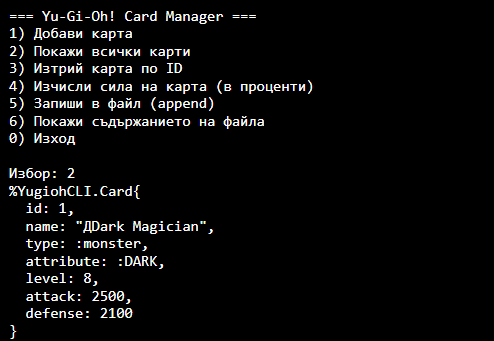 === Yu-Gi-Oh! Card Manager ===
1) Добави карта
2) Покажи всички карти
3) Изтрий карта по ID
4) Изчисли сила на карта (в проценти)
5) Запиши в файл (append)
6) Покажи съдържанието на файла
0) Изход

Избор: 2
%YugiohCLI.Card{
  id: 1,
  name: "ДDark Magician",
  type: :monster,
  attribute: :DARK,
  level: 8,
  attack: 2500,
  defense: 2100
}